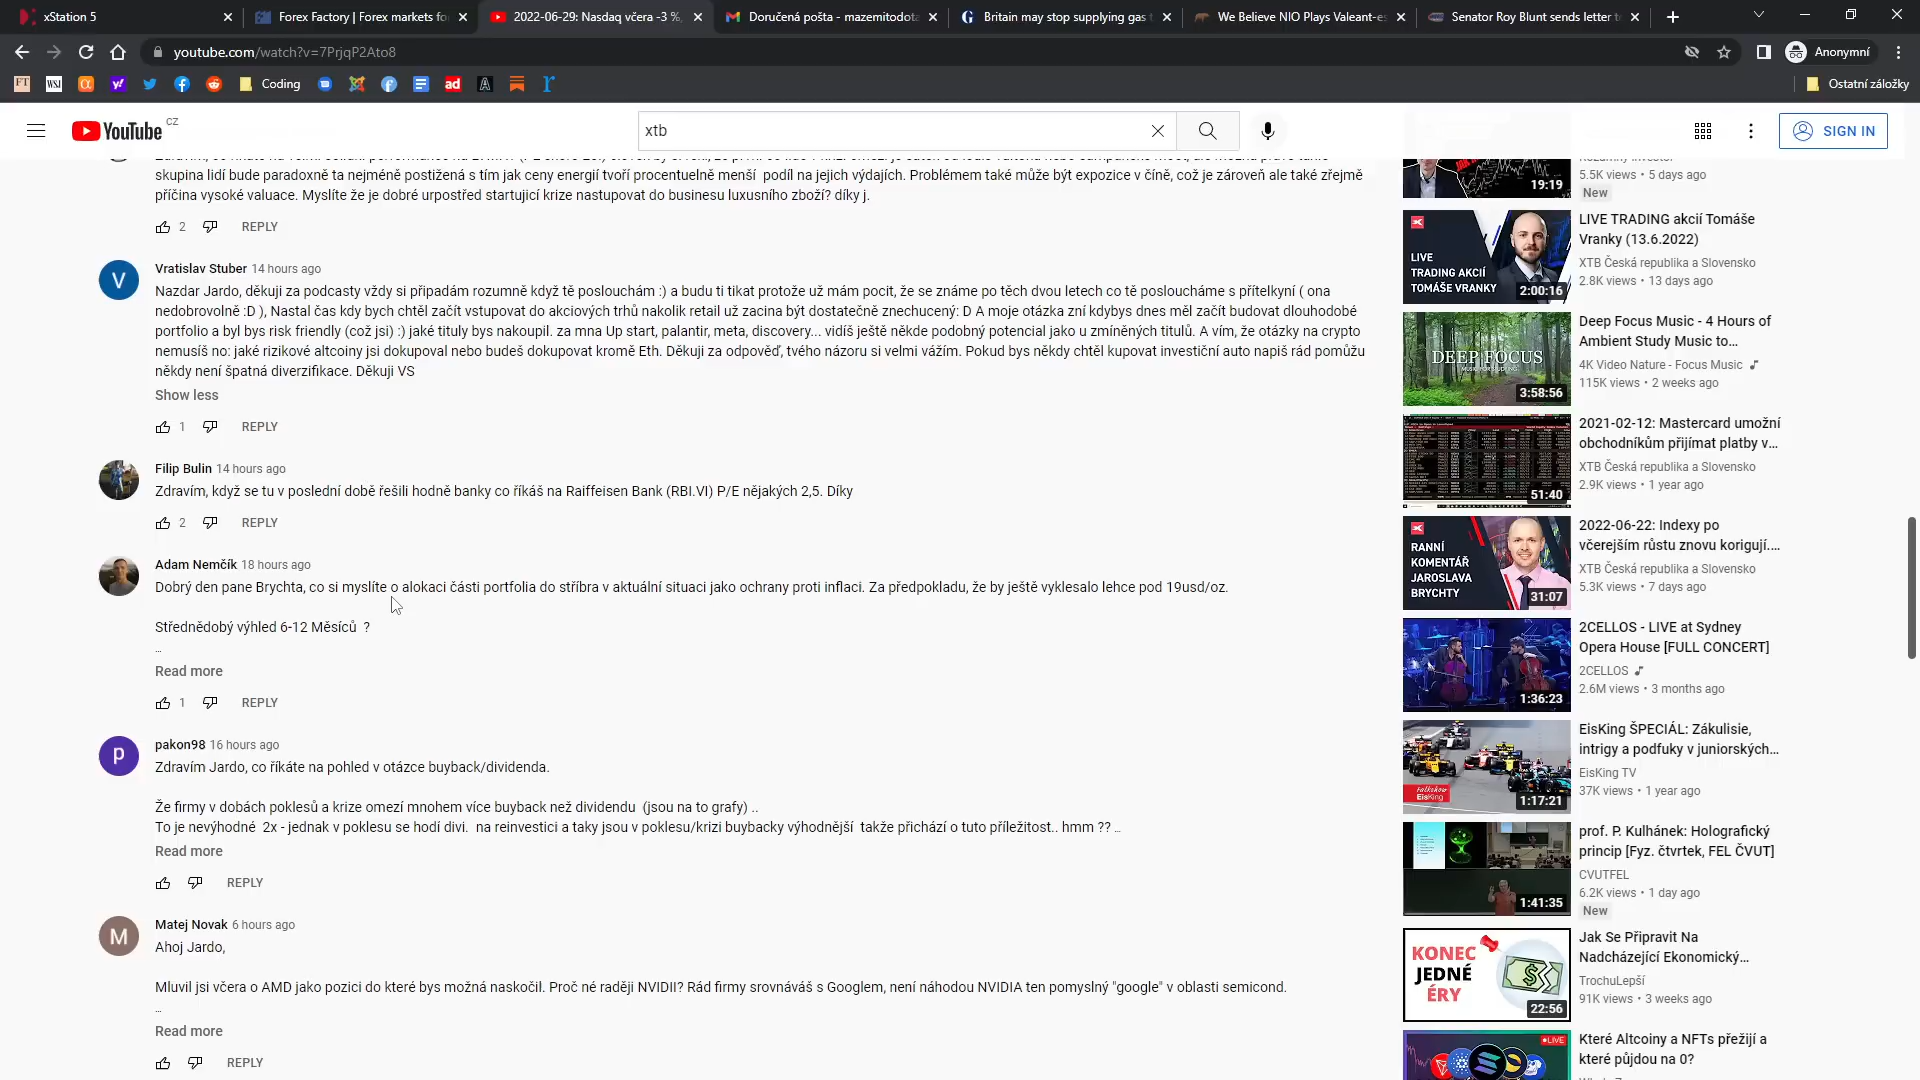 xStation 5
Forex Factory | Forex markets fo
2022-06-29: Nasdaq včera -3 %,
Doručená pošta - mazemitodota
Britain may stop supplying gas t
We Believe NIO Plays Valeant-es
Senator Roy Blunt sends letter t
youtube.com/watch?v=7PrjqP2Ato8
Anonymní
FT
WSJ
Coding
ad
Ostatní záložky
YouTube CZ
xtb
SIGN IN
skupina lidí bude paradoxně ta nejméně postižená s tím jak ceny energií tvoří procentuelně menší podíl na jejich výdajích. Problémem také může být expozice v číně, což je zároveň ale také zřejmě
příčina vysoké valuace. Myslíte že je dobré urpostřed startujicí krize nastupovat do businesu luxusního zboží? díky j.
2 REPLY
V
Vratislav Stuber 14 hours ago
Nazdar Jardo, děkuji za podcasty vždy si připadám rozumně když tě poslouchám :) a budu ti tikat protože už mám pocit, že se známe po těch dvou letech co tě posloucháme s přítelkyní ( ona
nedobrovolně :D ), Nastal čas kdy bych chtěl začít vstupovat do akciových trhů nakolik retail už zacina být dostatečně znechucený: D A moje otázka zní kdybys dnes měl začít budovat dlouhodobé
portfolio a byl bys risk friendly (což jsi) :) jaké tituly bys nakoupil. za mna Up start, palantir, meta, discovery... vidíš ještě někde podobný potencial jako u zmíněných titulů. A vím, že otázky na crypto
nemusíš no: jaké rizikové altcoiny jsi dokupoval nebo budeš dokupovat kromě Eth. Děkuji za odpověď, tvého názoru si velmi vážím. Pokud bys někdy chtěl kupovat investiční auto napiš rád pomůžu
někdy není špatná diverzifikace. Děkuji VS
Show less
1 REPLY
Filip Bulin 14 hours ago
Zdravím, když se tu v poslední době řešili hodně banky co říkáš na Raiffeisen Bank (RBI.VI) P/E nějakých 2,5. Díky
2 REPLY
Adam Nemčík 18 hours ago
Dobrý den pane Brychta, co si myslíte o alokaci části portfolia do stříbra v aktuální situaci jako ochrany proti inflaci. Za předpokladu, že by ještě vyklesalo lehce pod 19usd/oz.
Střednědobý výhled 6-12 Měsíců ?
...
Read more
1 REPLY
p
pakon98 16 hours ago
Zdravím Jardo, co říkáte na pohled v otázce buyback/dividenda.
Že firmy v dobách poklesů a krize omezí mnohem více buyback než dividendu (jsou na to grafy) ..
To je nevýhodné 2x - jednak v poklesu se hodí divi. na reinvestici a taky jsou v poklesu/krizi buybacky výhodnější takže přichází o tuto příležitost.. hmm ?? ...
Read more
REPLY
M
Matej Novak 6 hours ago
Ahoj Jardo,
Mluvil jsi včera o AMD jako pozici do které bys možná naskočil. Proč né raději NVIDII? Rád firmy srovnáváš s Googlem, není náhodou NVIDIA ten pomyslný "google" v oblasti semicond.
...
Read more
REPLY
19:19
5.5K views • 5 days ago
New
LIVE
TRADING AKCIÍ
TOMÁŠE VRANKY
2:00:16
LIVE TRADING akcií Tomáše
Vranky (13.6.2022)
XTB Česká republika a Slovensko
2.8K views • 13 days ago
DEEP FOCUS
3:58:56
Deep Focus Music - 4 Hours of
Ambient Study Music to...
4K Video Nature - Focus Music
115K views • 2 weeks ago
51:40
2021-02-12: Mastercard umožní
obchodníkům přijímat platby v...
XTB Česká republika a Slovensko
2.9K views • 1 year ago
RANNÍ
KOMENTÁŘ
JAROSLAVA
BRYCHTY
31:07
2022-06-22: Indexy po
včerejším růstu znovu korigují....
XTB Česká republika a Slovensko
5.3K views • 7 days ago
1:36:23
2CELLOS - LIVE at Sydney
Opera House [FULL CONCERT]
2CELLOS
2.6M views • 3 months ago
Talkshow
EisKing
1:17:21
EisKing ŠPECIÁL: Zákulisie,
intrigy a podfuky v juniorských...
EisKing TV
37K views • 1 year ago
1:41:35
prof. P. Kulhánek: Holografický
princip [Fyz. čtvrtek, FEL ČVUT]
CVUTFEL
6.2K views • 1 day ago
New
KONEC
JEDNÉ
ÉRY
22:56
Jak Se Připravit Na
Nadcházející Ekonomický...
TrochuLepší
91K views • 3 weeks ago
LIVE
Které Altcoiny a NFTs přežijí a
které půjdou na 0?